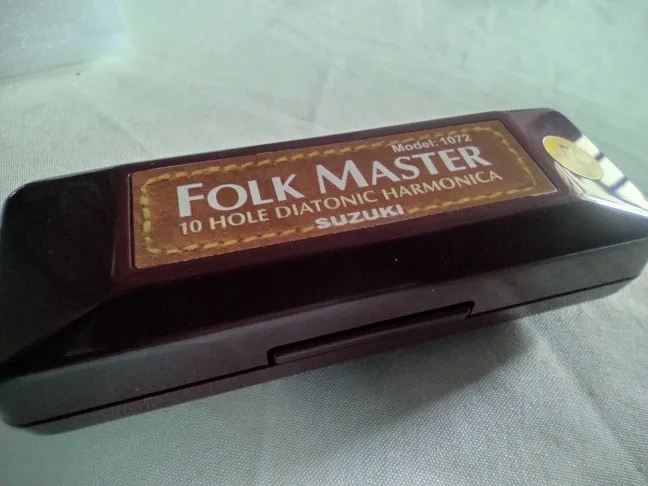 Model: 1072
FOLK MASTER
10 HOLE DIATONIC HARMONICA
SUZUKI